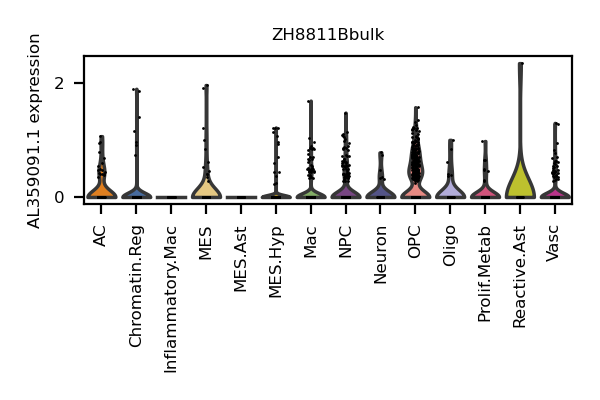 ZH8811Bbulk
AL359091.1 expression
2
0
AC
Chromatin.Reg
Inflammatory.Mac
MES
MES.Ast
MES.Hyp
Mac
NPC
Neuron
OPC
Oligo
Prolif.Metab
Reactive.Ast
Vasc